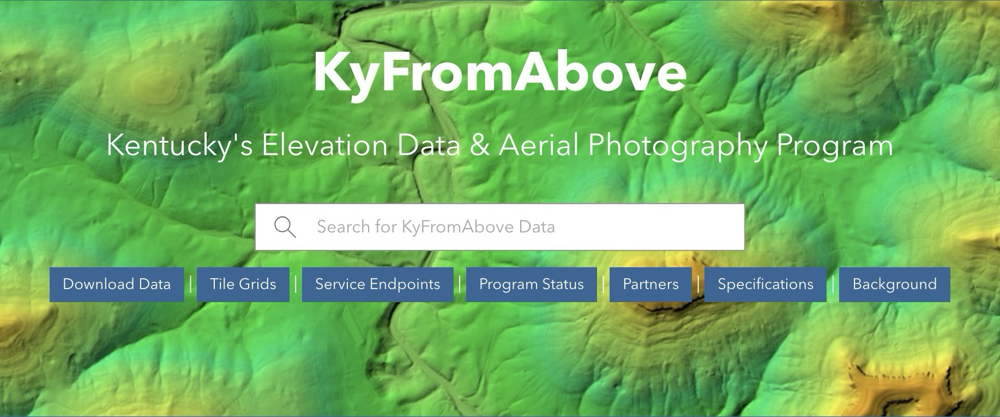 KyFromAbove
Kentucky's Elevation Data & Aerial Photography Program
Search for KyFromAbove Data
Download Data | Tile Grids | Service Endpoints | Program Status | Partners | Specifications | Background